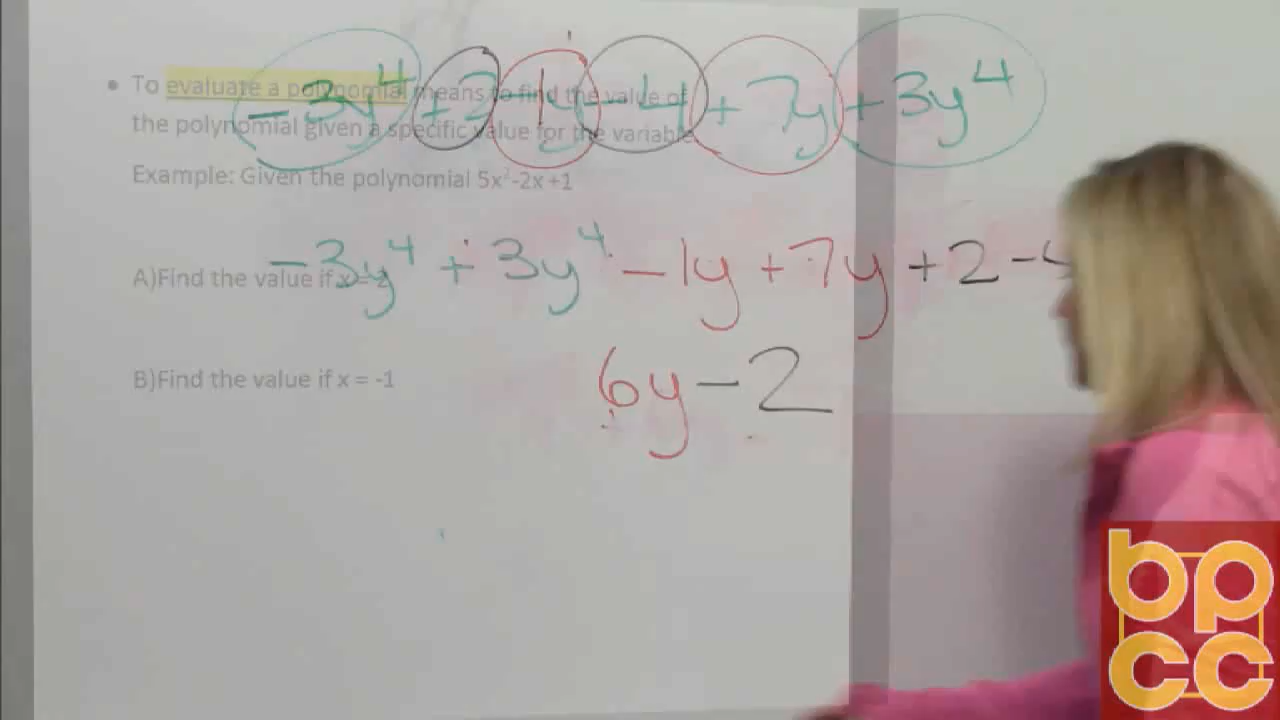 -3y⁴ +2 - 1y -4 +7y +3y⁴
• To evaluate a polynomial means to find the value of
the polynomial given a specific value for the variable
Example: Given the polynomial 5x²-2x+1
-3y⁴ + 3y⁴ - 1y + 7y + 2 -
A)Find the value if x = 2
6y - 2
B)Find the value if x = -1
bp
cc